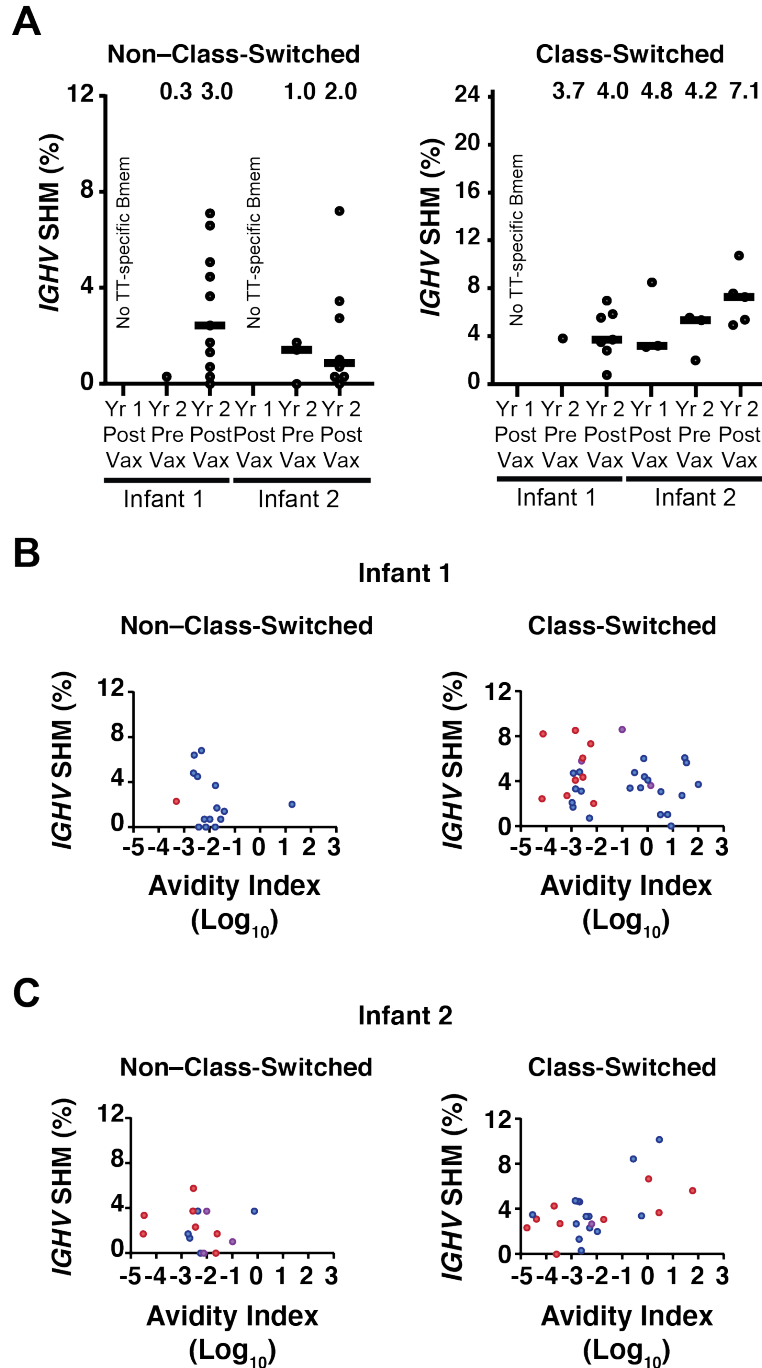 A
Non–Class-Switched
0.3 3.0 1.0 2.0
12
8
4
0
IGHV SHM (%)
No TT-specific Bmem
No TT-specific Bmem
Yr 1 Yr 2 Yr 2 Yr 1 Yr 2 Yr 2
Post Pre Post Post Pre Post
Vax Vax Vax Vax Vax Vax
Infant 1 Infant 2
Class-Switched
3.7 4.0 4.8 4.2 7.1
24
20
16
12
8
4
0
IGHV SHM (%)
No TT-specific Bmem
Yr 1 Yr 2 Yr 2 Yr 1 Yr 2 Yr 2
Post Pre Post Post Pre Post
Vax Vax Vax Vax Vax Vax
Infant 1 Infant 2
B
Infant 1
Non–Class-Switched
12
8
4
0
IGHV SHM (%)
-5 -4 -3 -2 -1 0 1 2 3
Avidity Index
(Log10)
Class-Switched
12
8
4
0
IGHV SHM (%)
-5 -4 -3 -2 -1 0 1 2 3
Avidity Index
(Log10)
C
Infant 2
Non–Class-Switched
12
8
4
0
IGHV SHM (%)
-5 -4 -3 -2 -1 0 1 2 3
Avidity Index
(Log10)
Class-Switched
12
8
4
0
IGHV SHM (%)
-5 -4 -3 -2 -1 0 1 2 3
Avidity Index
(Log10)